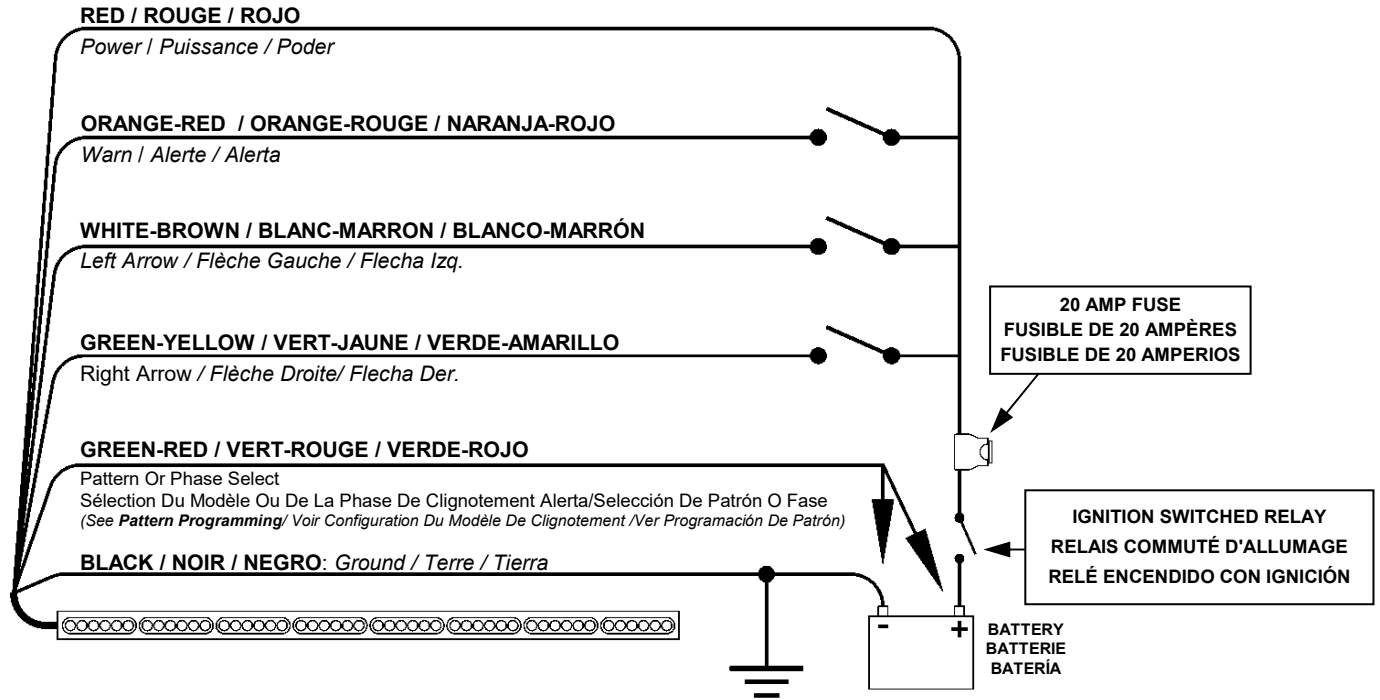 RED / ROUGE / ROJO
Power / Puissance / Poder
ORANGE-RED / ORANGE-ROUGE / NARANJA-ROJO
Warn / Alerte / Alerta
WHITE-BROWN / BLANC-MARRON / BLANCO-MARRÓN
Left Arrow / Flèche Gauche / Flecha Izq.
GREEN-YELLOW / VERT-JAUNE / VERDE-AMARILLO
Right Arrow / Flèche Droite/ Flecha Der.
20 AMP FUSE
FUSIBLE DE 20 AMPÈRES
FUSIBLE DE 20 AMPERIOS
GREEN-RED / VERT-ROUGE / VERDE-ROJO
Pattern Or Phase Select
Sélection Du Modèle Ou De La Phase De Clignotement Alerta/Selección De Patrón O Fase
(See Pattern Programming/ Voir Configuration Du Modèle De Clignotement /Ver Programación De Patrón)
IGNITION SWITCHED RELAY
RELAIS COMMUTÉ D'ALLUMAGE
RELÉ ENCENDIDO CON IGNICIÓN
BLACK / NOIR / NEGRO: Ground / Terre / Tierra
- +
BATTERY
BATTERIE
BATERÍA